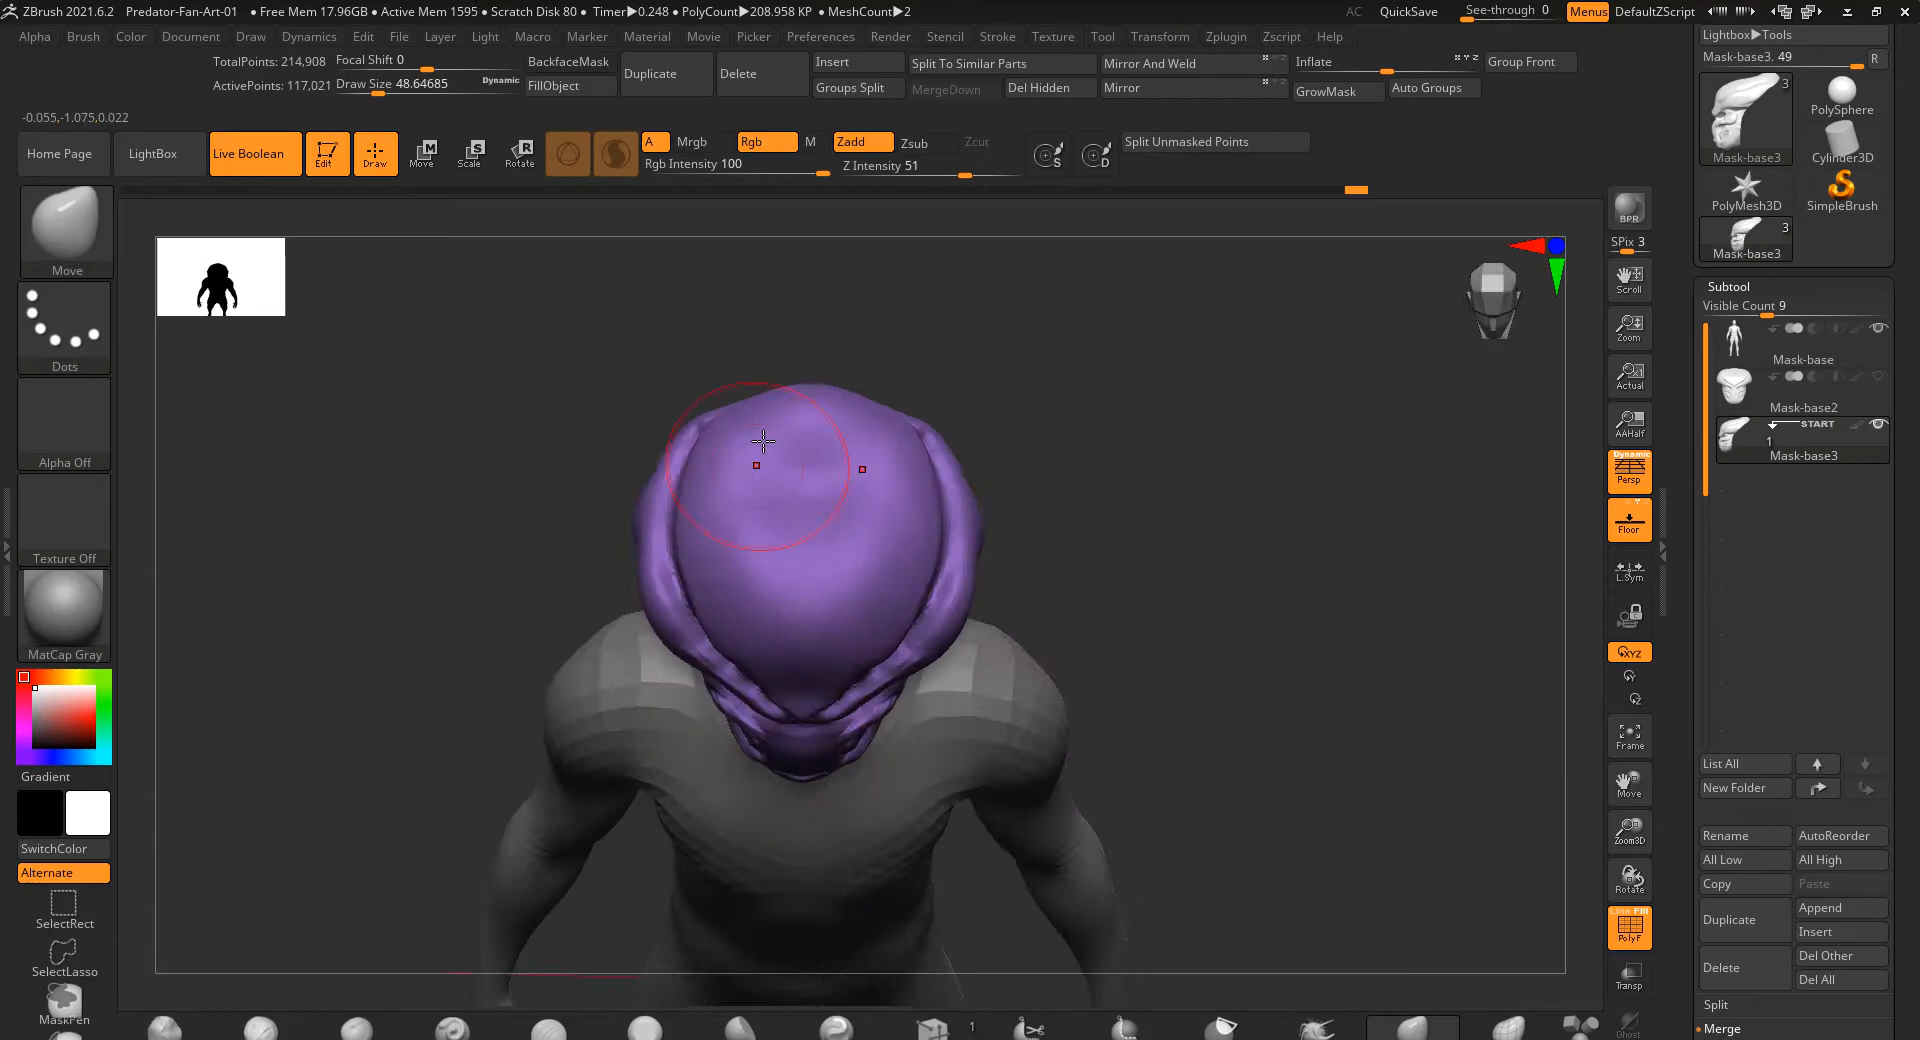 ZBrush 2021.6.2 Predator-Fan-Art-01 • Free Mem 17.96GB • Active Mem 1595 • Scratch Disk 80 • Timer▶0.248 • PolyCount▶208.958 KP • MeshCount▶2 AC QuickSave See-through 0 Menus DefaultZScript
Alpha Brush Color Document Draw Dynamics Edit File Layer Light Macro Marker Material Movie Picker Preferences Render Stencil Stroke Texture Tool Transform Zplugin Zscript Help
Lightbox▶Tools
TotalPoints: 214,908 Focal Shift 0 BackfaceMask Insert Split To Similar Parts Mirror And Weld Inflate Group Front
Mask-base3. 49 R
Duplicate Delete
ActivePoints: 117,021 Draw Size 48.64685 Dynamic FillObject Groups Split MergeDown Del Hidden Mirror GrowMask Auto Groups
-0.055,-1.075,0.022
Home Page LightBox Live Boolean Edit Draw Move Scale Rotate A Mrgb Rgb M Zadd Zsub Zcut Split Unmasked Points
M S R
Rgb Intensity 100 Z Intensity 51
S D
3 PolySphere
Mask-base3 Cylinder3D
PolyMesh3D SimpleBrush
3
Mask-base3
Move
Dots
Alpha Off
Texture Off
MatCap Gray
Gradient
SwitchColor
Alternate
SelectRect
SelectLasso
MaskPen
1
BPR
SPix 3
Scroll
Zoom
Actual
AAHalf
Dynamic
Persp
Floor
L.Sym
XYZ
Y
Z
Frame
Move
Zoom3D
Rotate
Line Fill
PolyF
Transp
Ghost
Subtool
Visible Count 9
Mask-base
Mask-base2
START
1
Mask-base3
List All
New Folder
Rename AutoReorder
All Low All High
Copy Paste
Duplicate Append
Insert
Delete Del Other
Del All
Split
• Merge